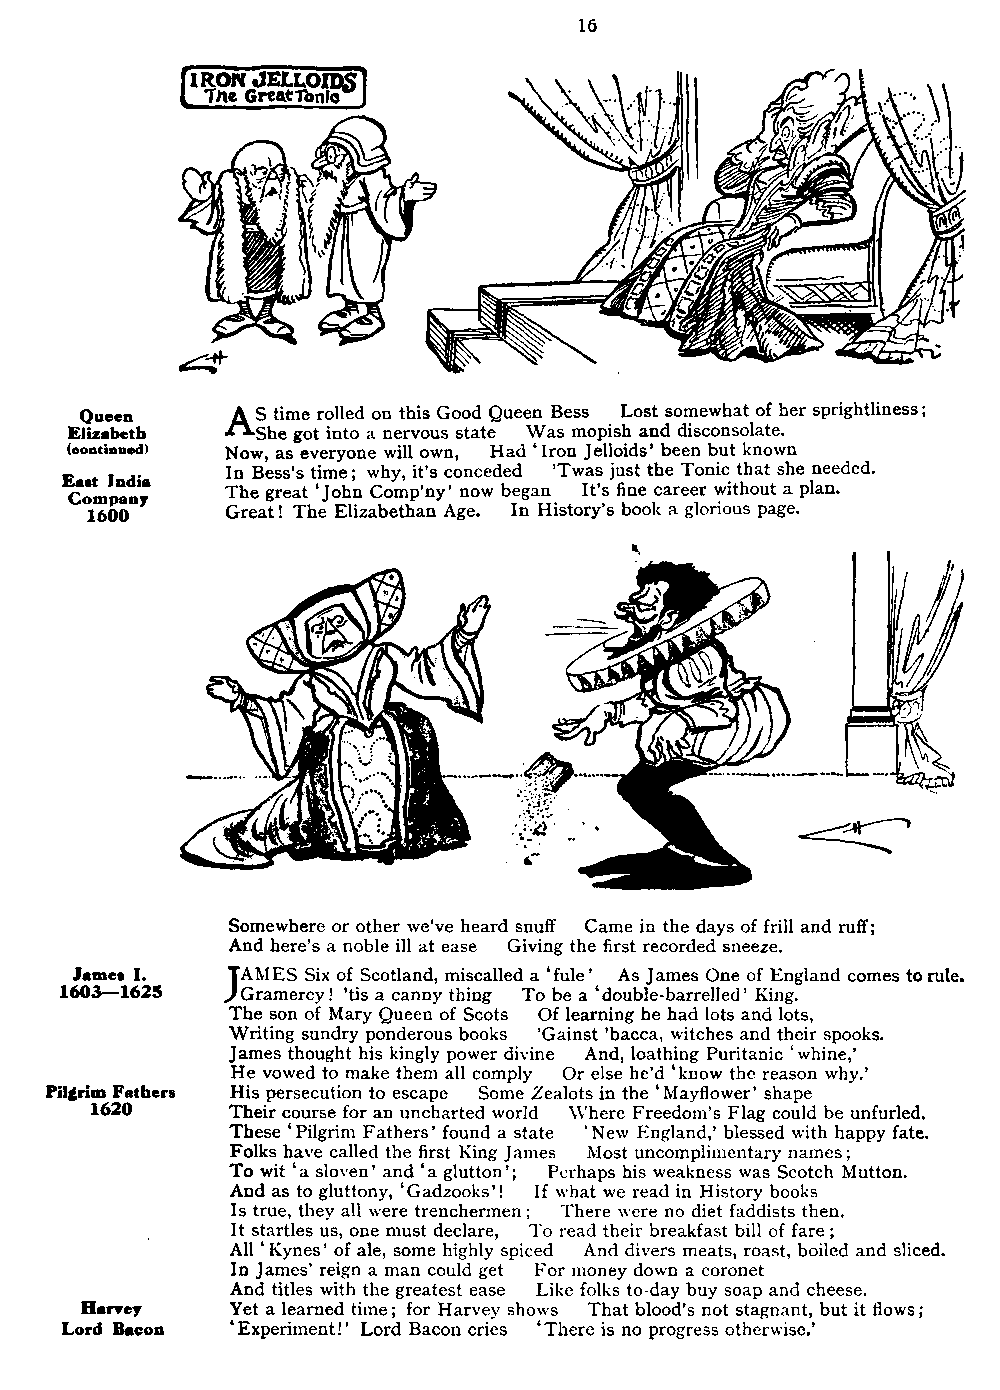 16
IRON JELLOIDS
The Great Tonic
Queen
Elizabeth
(continued)
East India
Company
1600
AS time rolled on this Good Queen Bess Lost somewhat of her sprightliness;
She got into a nervous state Was mopish and disconsolate.
Now, as everyone will own, Had 'Iron Jelloids' been but known
In Bess's time; why, it's conceded 'Twas just the Tonic that she needed.
The great 'John Comp'ny' now began It's fine career without a plan.
Great! The Elizabethan Age. In History's book a glorious page.
Somewhere or other we've heard snuff Came in the days of frill and ruff;
And here's a noble ill at ease Giving the first recorded sneeze.
James I.
1603—1625
JAMES Six of Scotland, miscalled a 'fule' As James One of England comes to rule.
Gramercy! 'tis a canny thing To be a 'double-barrelled' King.
The son of Mary Queen of Scots Of learning he had lots and lots,
Writing sundry ponderous books 'Gainst 'bacca, witches and their spooks.
James thought his kingly power divine And, loathing Puritanic 'whine,'
He vowed to make them all comply Or else he'd 'know the reason why.'
Pilgrim Fathers
1620
His persecution to escape Some Zealots in the 'Mayflower' shape
Their course for an uncharted world Where Freedom's Flag could be unfurled.
These 'Pilgrim Fathers' found a state 'New England,' blessed with happy fate.
Folks have called the first King James Most uncomplimentary names;
To wit 'a sloven' and 'a glutton'; Perhaps his weakness was Scotch Mutton.
And as to gluttony, 'Gadzooks'! If what we read in History books
Is true, they all were trenchermen; There were no diet faddists then.
It startles us, one must declare, To read their breakfast bill of fare;
All 'Kynes' of ale, some highly spiced And divers meats, roast, boiled and sliced.
In James' reign a man could get For money down a coronet
And titles with the greatest ease Like folks to-day buy soap and cheese.
Harvey
Lord Bacon
Yet a learned time; for Harvey shows That blood's not stagnant, but it flows;
'Experiment!' Lord Bacon cries 'There is no progress otherwise.'